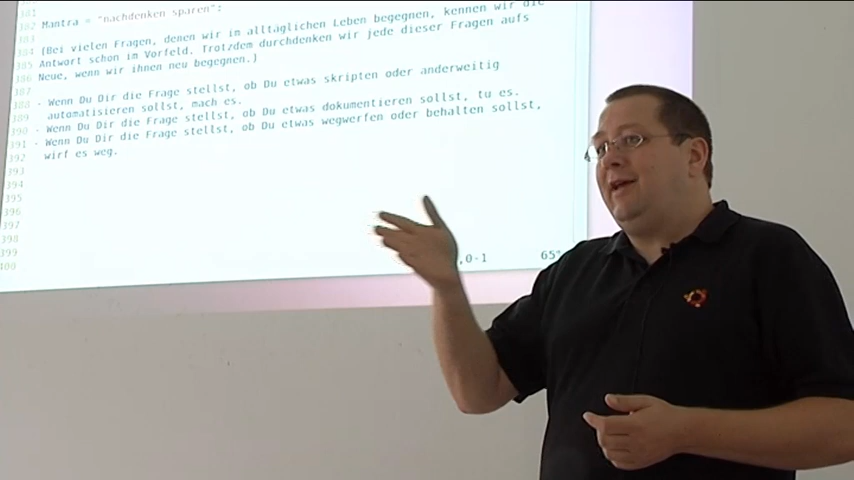 381
382 Mantra = "nachdenken sparen":
383
384 (Bei vielen Fragen, denen wir im alltäglichen Leben begegnen, kennen wir die
385 Antwort schon im Vorfeld. Trotzdem durchdenken wir jede dieser Fragen aufs
386 Neue, wenn wir ihnen neu begegnen.)
387
388 - Wenn Du Dir die Frage stellst, ob Du etwas skripten oder anderweitig
389 automatisieren sollst, mach es.
390 - Wenn Du Dir die Frage stellst, ob Du etwas dokumentieren sollst, tu es.
391 - Wenn Du Dir die Frage stellst, ob Du etwas wegwerfen oder behalten sollst,
392 wirf es weg.
393
394
395
396
397
398
399
400
,0-1 65%